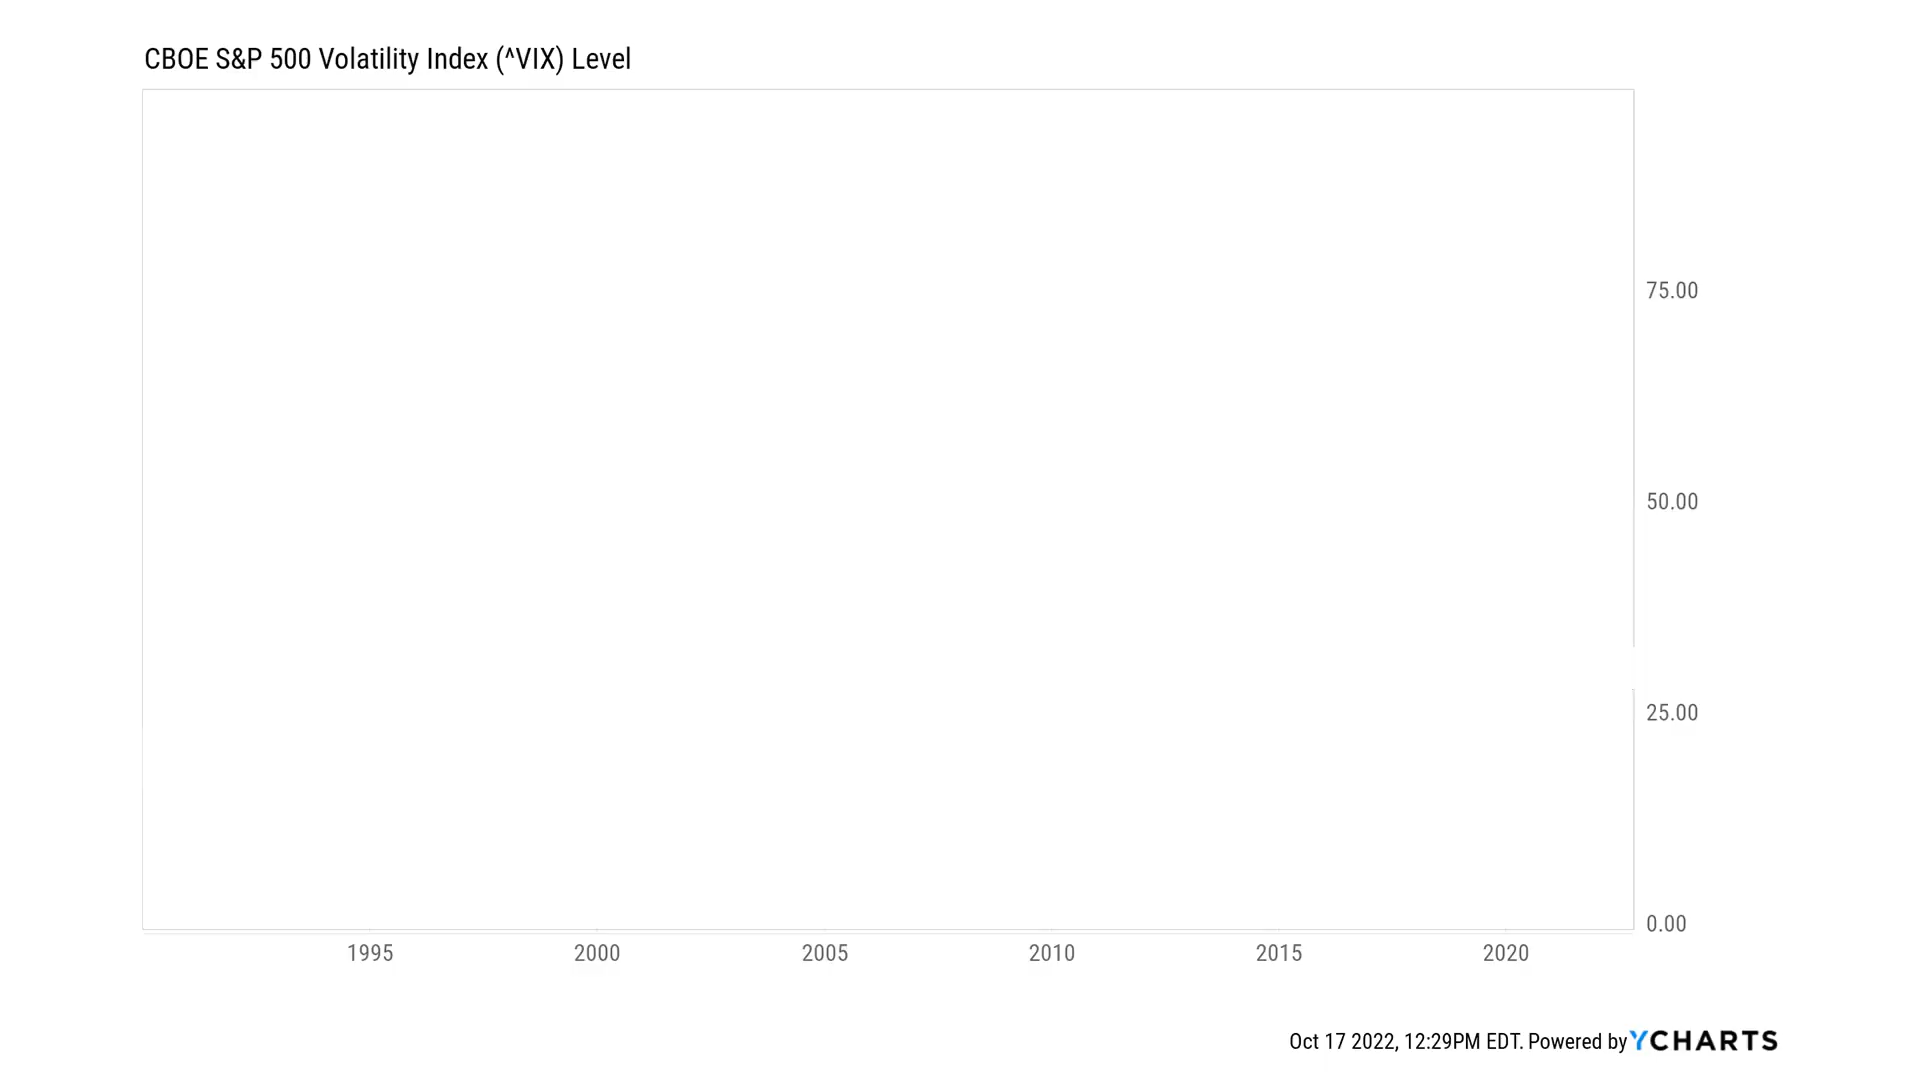 CBOE S&P 500 Volatility Index (^VIX) Level
75.00
50.00
25.00
0.00
1995 2000 2005 2010 2015 2020
Oct 17 2022, 12:29PM EDT. Powered by YCHARTS